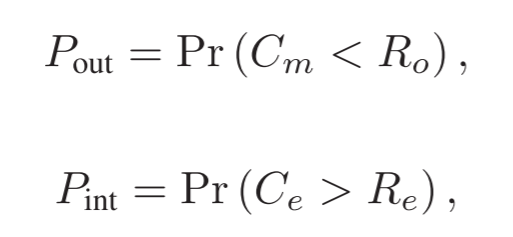 P_out = Pr (C_m < R_o) ,
P_int = Pr (C_e > R_e) ,